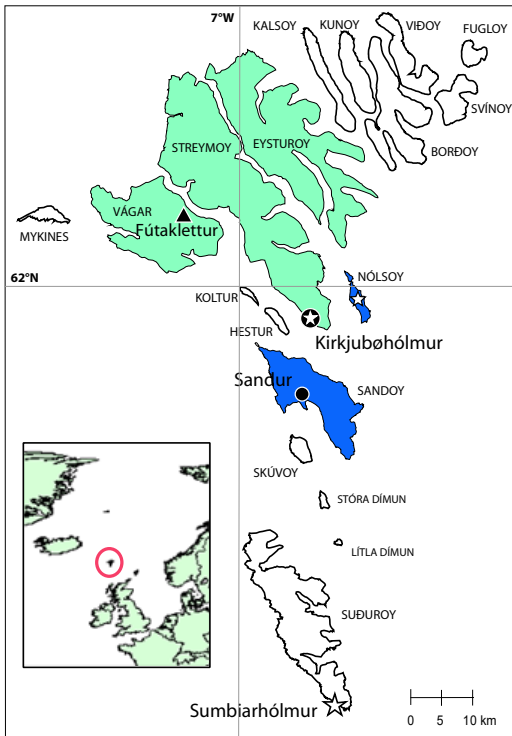 7°W
KALSOY
KUNOY
VIÐOY
FUGLOY
SVÍNOY
BORÐOY
EYSTUROY
STREYMOY
VÁGAR
Fútaklettur
MYKINES
62°N
NÓLSOY
KOLTUR
HESTUR
Kirkjubøhólmur
Sandur
SANDOY
SKÚVOY
STÓRA DÍMUN
LÍTLA DÍMUN
SUÐUROY
Sumbiarhólmur
0 5 10 km